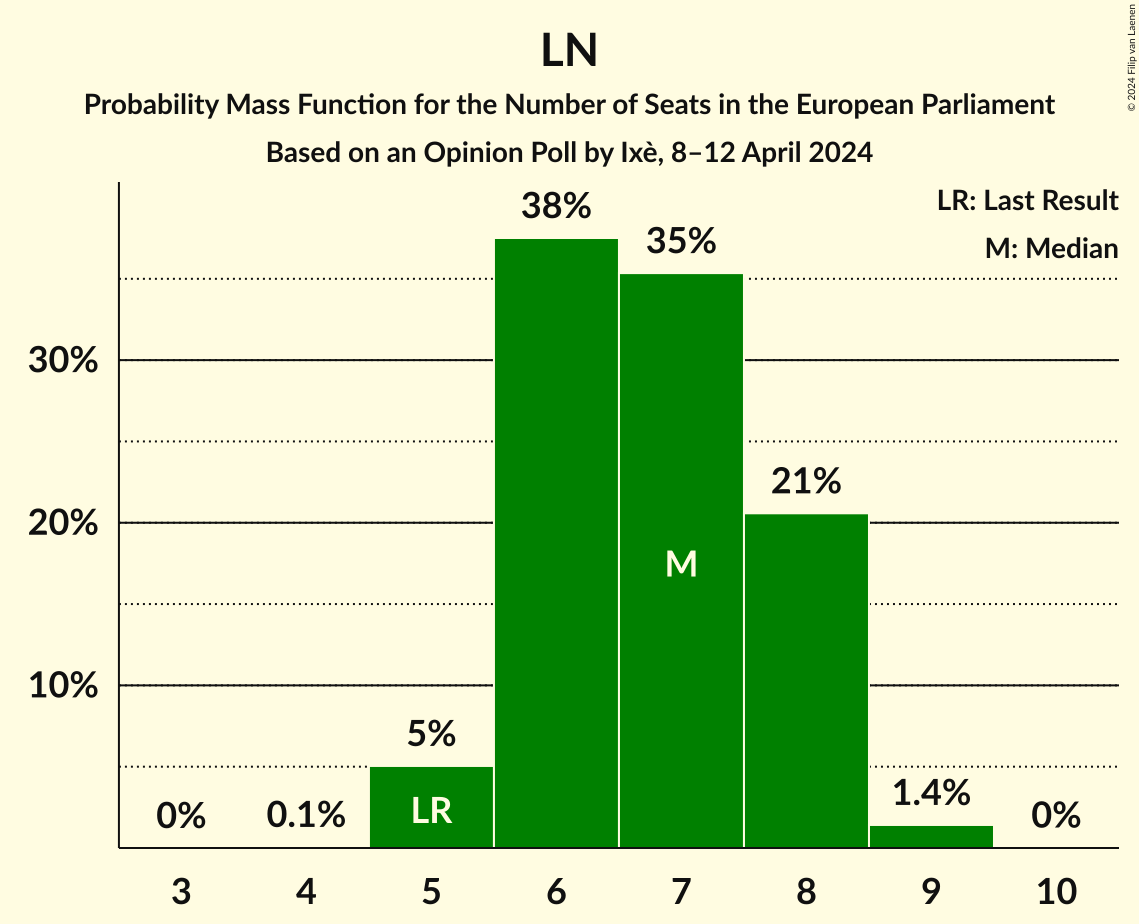 LN
Probability Mass Function for the Number of Seats in the European Parliament
Based on an Opinion Poll by Ixè, 8–12 April 2024
© 2024 Filip van Laenen
LR: Last Result
M: Median
38%
35%
30%
21%
20%
M
10%
5%
1.4%
LR
0%
0.1%
0%
3 4 5 6 7 8 9 10